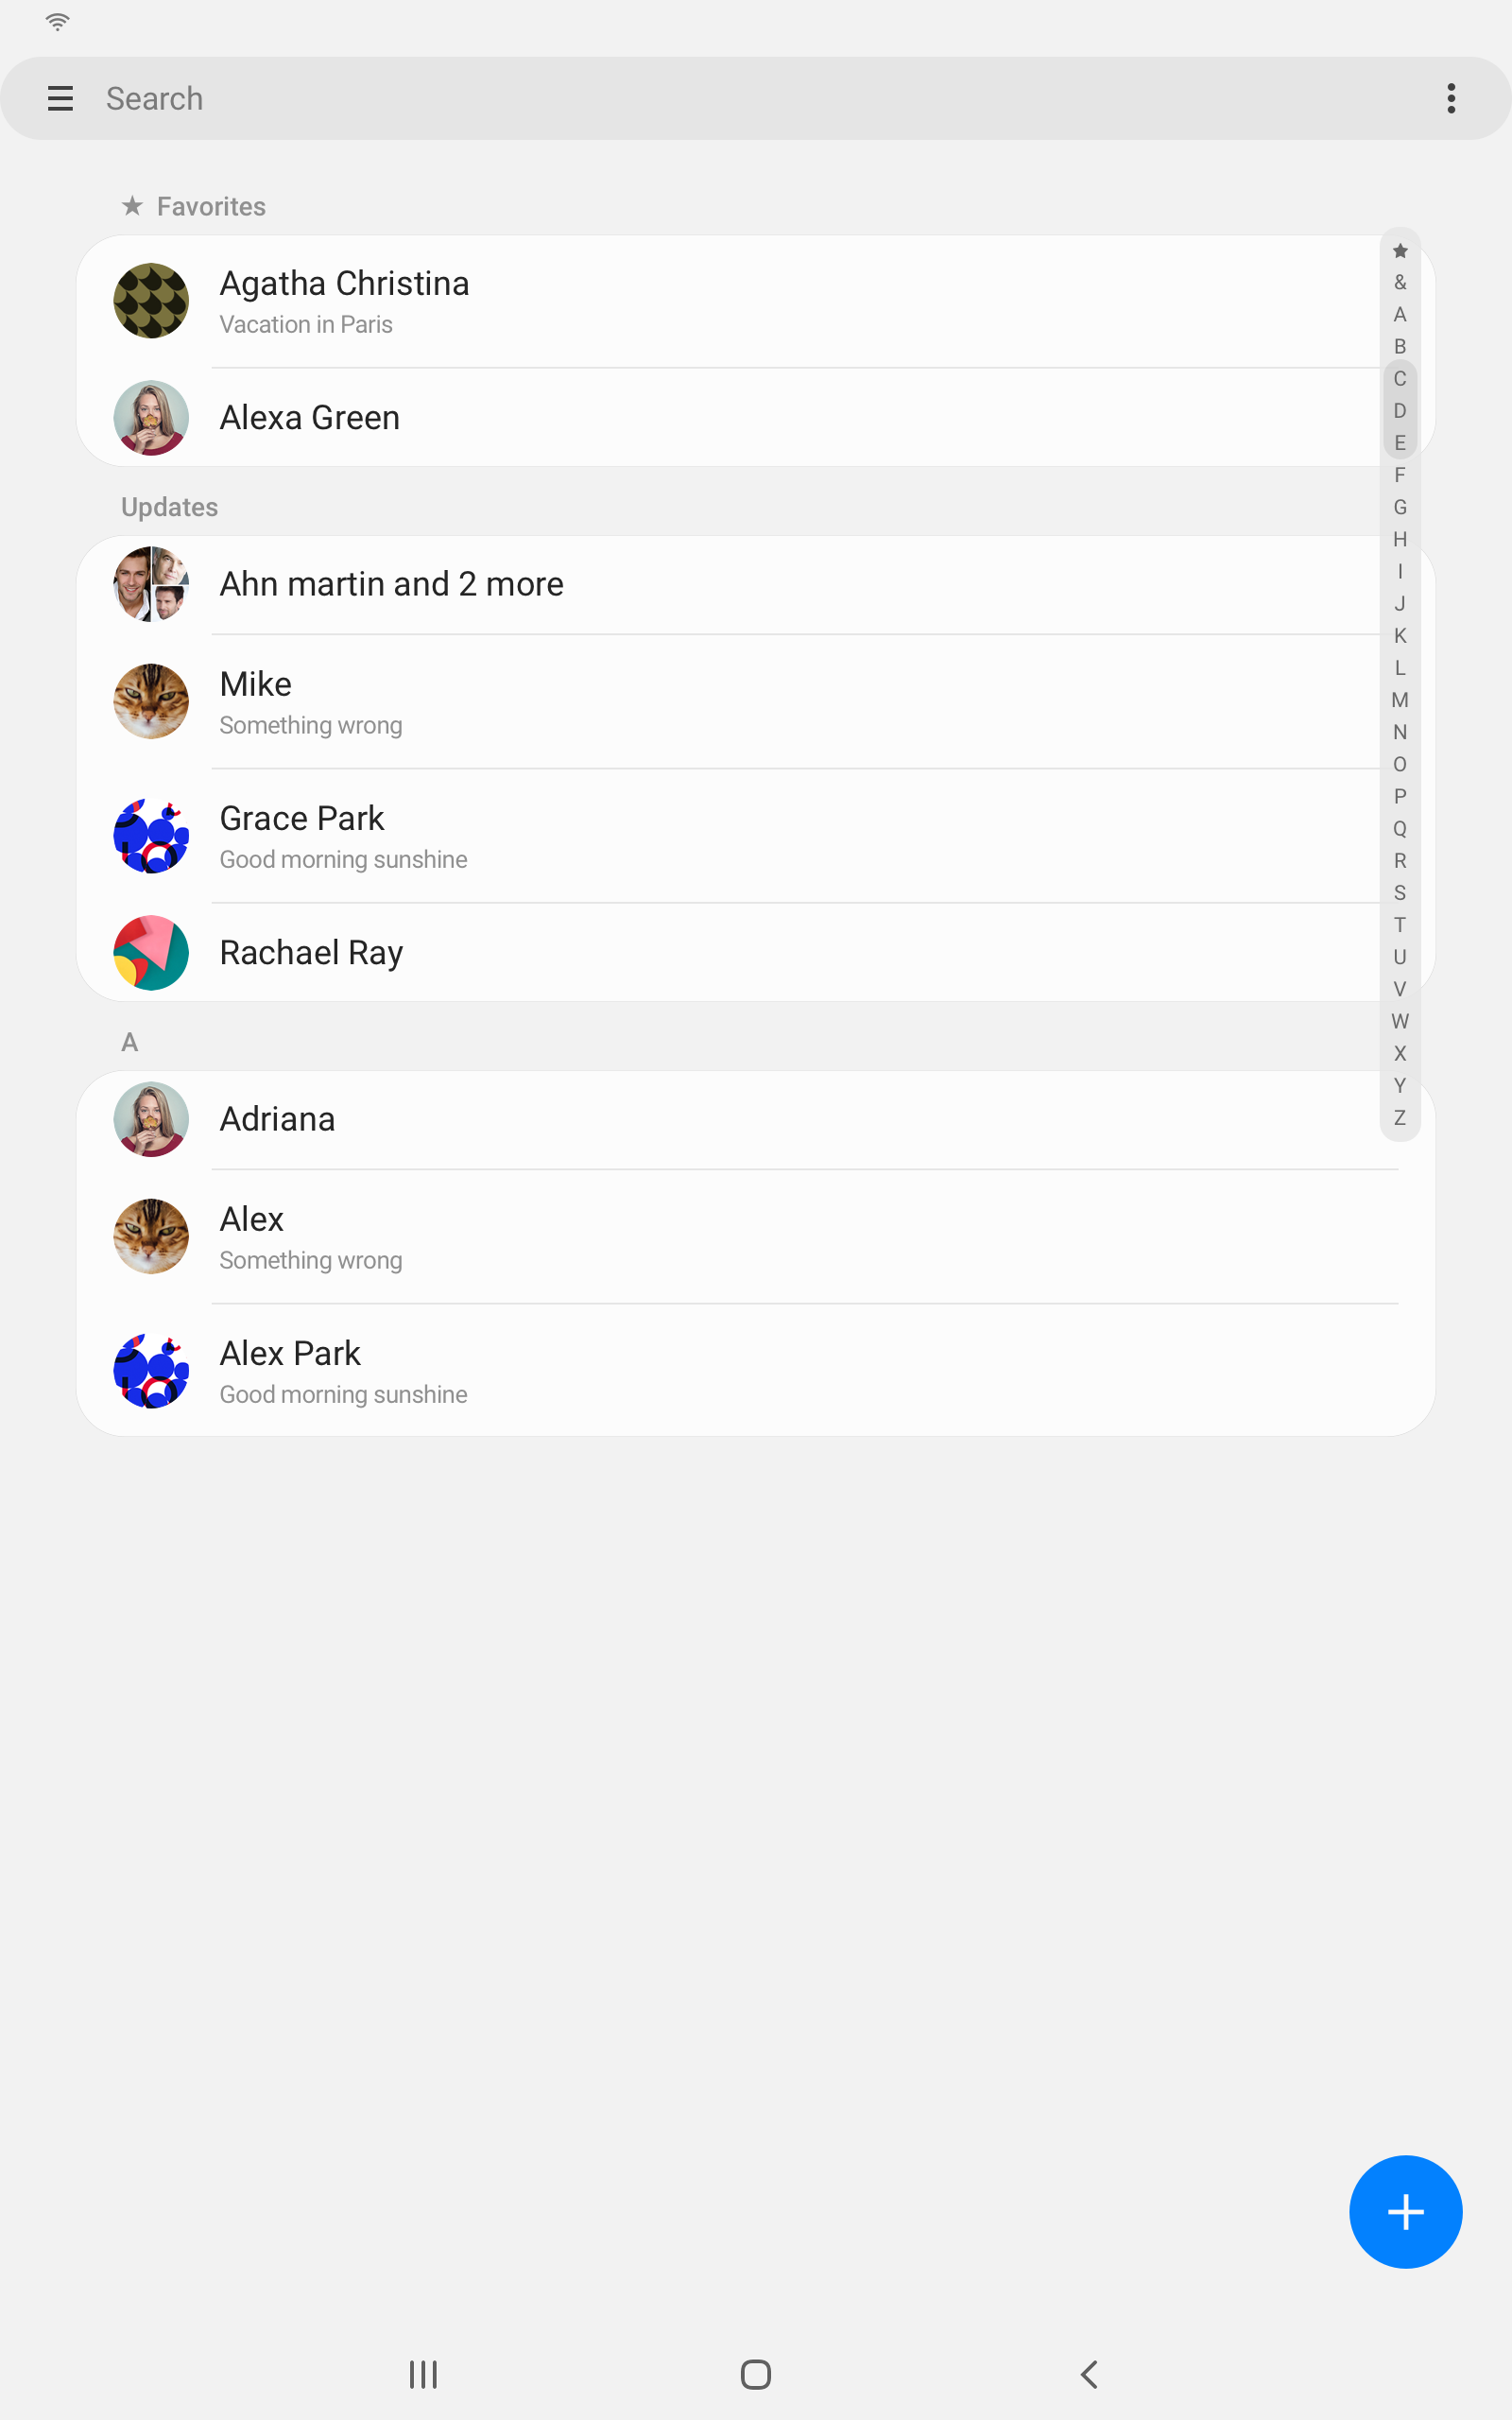 Search
Favorites
Agatha Christina
Vacation in Paris
Alexa Green
Updates
Ahn martin and 2 more
Mike
Something wrong
Grace Park
Good morning sunshine
Rachael Ray
A
Adriana
Alex
Something wrong
Alex Park
Good morning sunshine
&
A
B
C
D
E
F
G
H
I
J
K
L
M
N
O
P
Q
R
S
T
U
V
W
X
Y
Z